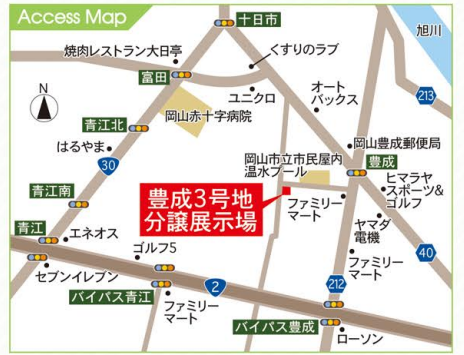 Access Map
十日市
旭川
焼肉レストラン大日亭
くすりのラブ
富田
N
ユニクロ
オート
バックス
213
岡山赤十字病院
青江北
はるやま
30
岡山豊成郵便局
岡山市立市民屋内
温水プール
豊成
ヒマラヤ
スポーツ&
ゴルフ
青江南
豊成3号地
分譲展示場
ファミリー
マート
ヤマダ
電機
青江
エネオス
ゴルフ5
ファミリー
マート
40
セブンイレブン
バイパス青江
2
212
ファミリー
マート
バイパス豊成
ローソン